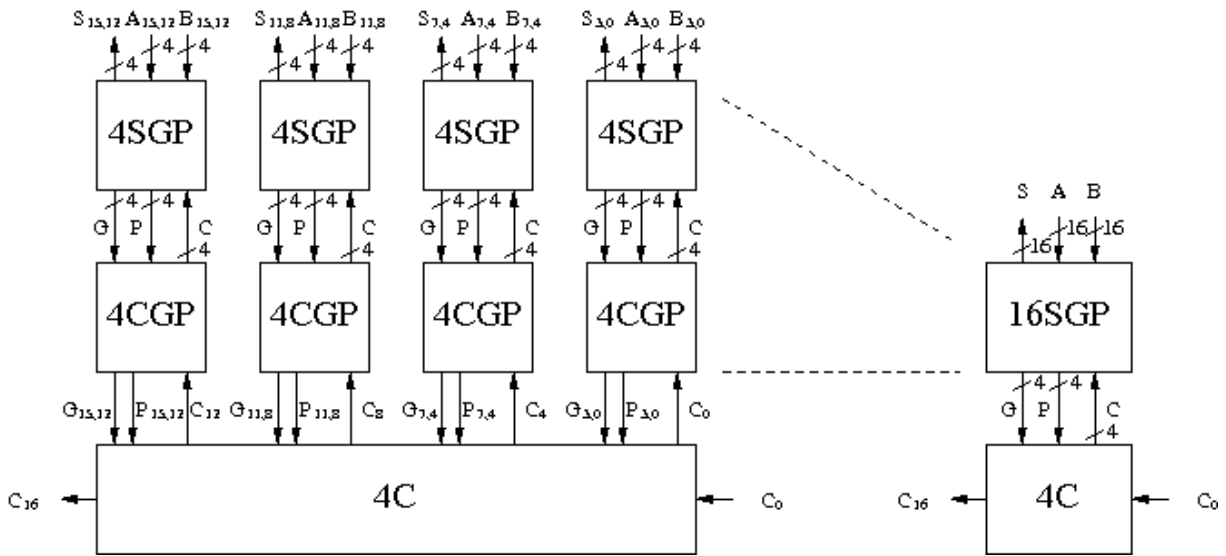 S15,12 A15,12 B15,12 S11,8 A11,8 B11,8 S7,4 A7,4 B7,4 S3,0 A3,0 B3,0
4 4 4 4 4 4 4 4 4 4 4 4
4SGP 4SGP 4SGP 4SGP
4 4 4 4 4 4 4 4
G P C G P C G P C G P C
4 4 4 4
4CGP 4CGP 4CGP 4CGP
G15,12 P15,12 C12 G11,8 P11,8 C8 G7,4 P7,4 C4 G3,0 P3,0 C0
4C
C16 C0
S A B
16 16 16
16SGP
4 4
G P C
4
4C
C16 C0